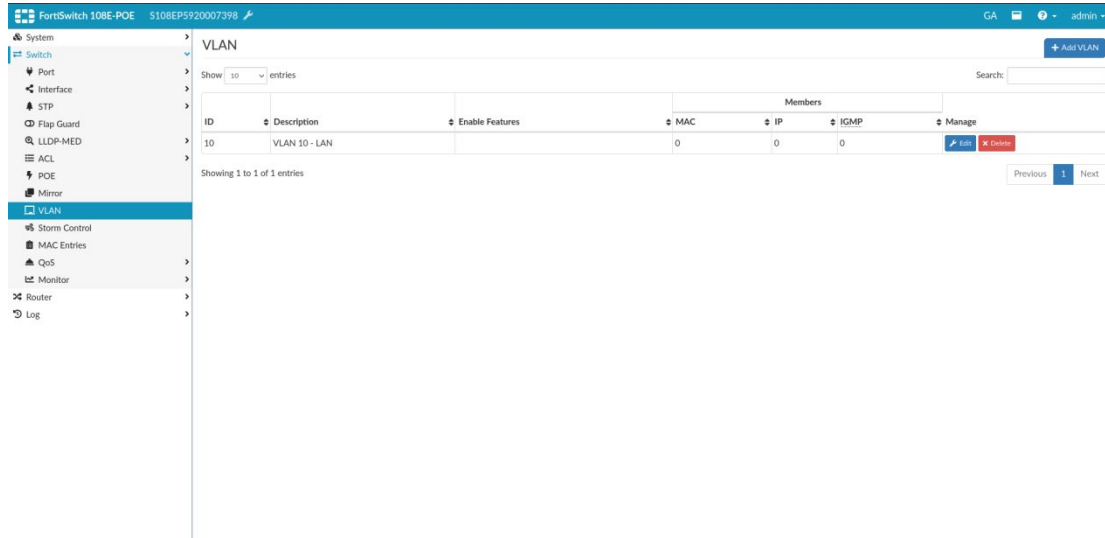 FortiSwitch 108E-POE S108EP5920007398 GA admin
System
Switch
Port
Interface
STP
Flap Guard
LLDP-MED
ACL
POE
Mirror
VLAN
Storm Control
MAC Entries
QoS
Monitor
Router
Log
VLAN
+ Add VLAN
Show 10 entries Search:
Members
ID Description Enable Features MAC IP IGMP Manage
10 VLAN 10 - LAN 0 0 0 Edit Delete
Showing 1 to 1 of 1 entries Previous 1 Next